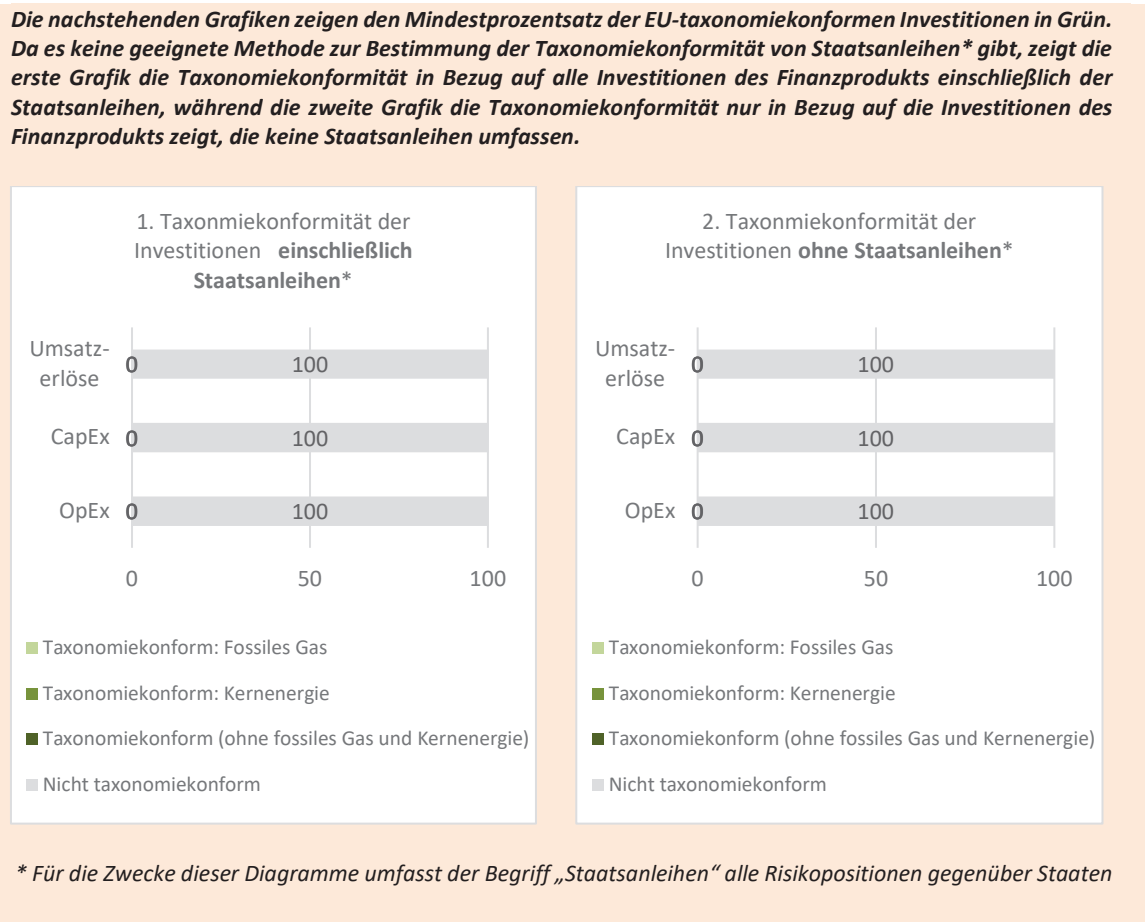 Die nachstehenden Grafiken zeigen den Mindestprozentsatz der EU-taxonomiekonformen Investitionen in Grün.
Da es keine geeignete Methode zur Bestimmung der Taxonomiekonformität von Staatsanleihen* gibt, zeigt die
erste Grafik die Taxonomiekonformität in Bezug auf alle Investitionen des Finanzprodukts einschließlich der
Staatsanleihen, während die zweite Grafik die Taxonomiekonformität nur in Bezug auf die Investitionen des
Finanzprodukts zeigt, die keine Staatsanleihen umfassen.
1. Taxonmiekonformität der
Investitionen einschließlich
Staatsanleihen*
Umsatz-
erlöse
0 100
CapEx 0 100
OpEx 0 100
0 50 100
Taxonomiekonform: Fossiles Gas
Taxonomiekonform: Kernenergie
Taxonomiekonform (ohne fossiles Gas und Kernenergie)
Nicht taxonomiekonform
2. Taxonmiekonformität der
Investitionen ohne Staatsanleihen*
Umsatz-
erlöse
0 100
CapEx 0 100
OpEx 0 100
0 50 100
Taxonomiekonform: Fossiles Gas
Taxonomiekonform: Kernenergie
Taxonomiekonform (ohne fossiles Gas und Kernenergie)
Nicht taxonomiekonform
* Für die Zwecke dieser Diagramme umfasst der Begriff „Staatsanleihen“ alle Risikopositionen gegenüber Staaten